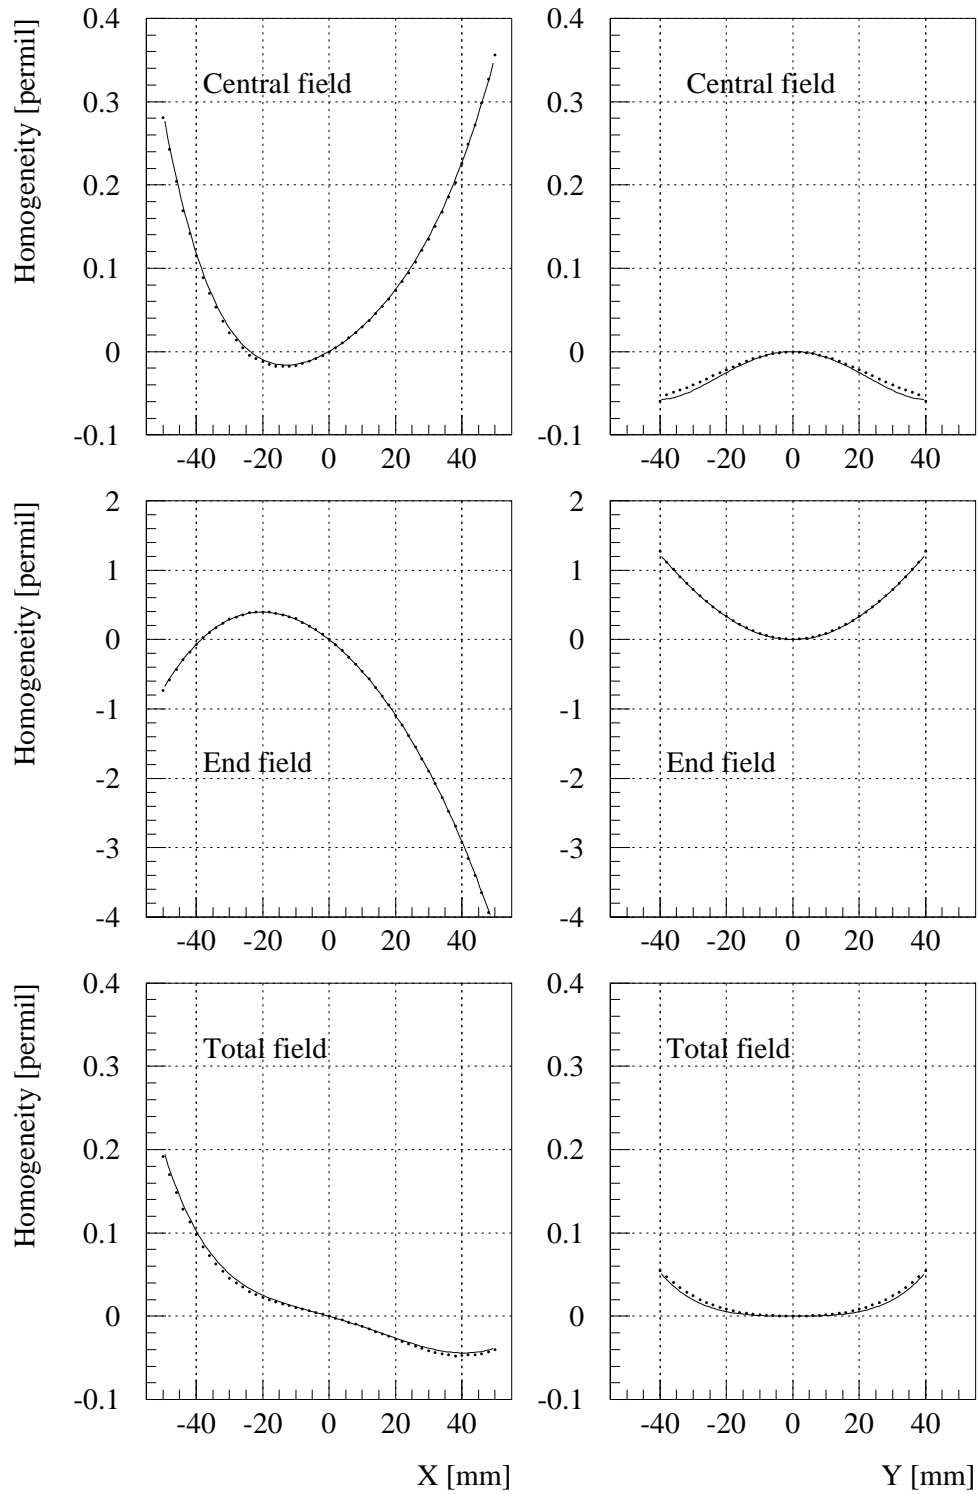 Homogeneity [permil]
0.4
0.3
0.2
0.1
0
-0.1
Central field
-40 -20 0 20 40
0.4
0.3
0.2
0.1
0
-0.1
Central field
-40 -20 0 20 40
Homogeneity [permil]
2
1
0
-1
-2
-3
-4
End field
-40 -20 0 20 40
2
1
0
-1
-2
-3
-4
End field
-40 -20 0 20 40
Homogeneity [permil]
0.4
0.3
0.2
0.1
0
-0.1
Total field
-40 -20 0 20 40
X [mm]
0.4
0.3
0.2
0.1
0
-0.1
Total field
-40 -20 0 20 40
Y [mm]